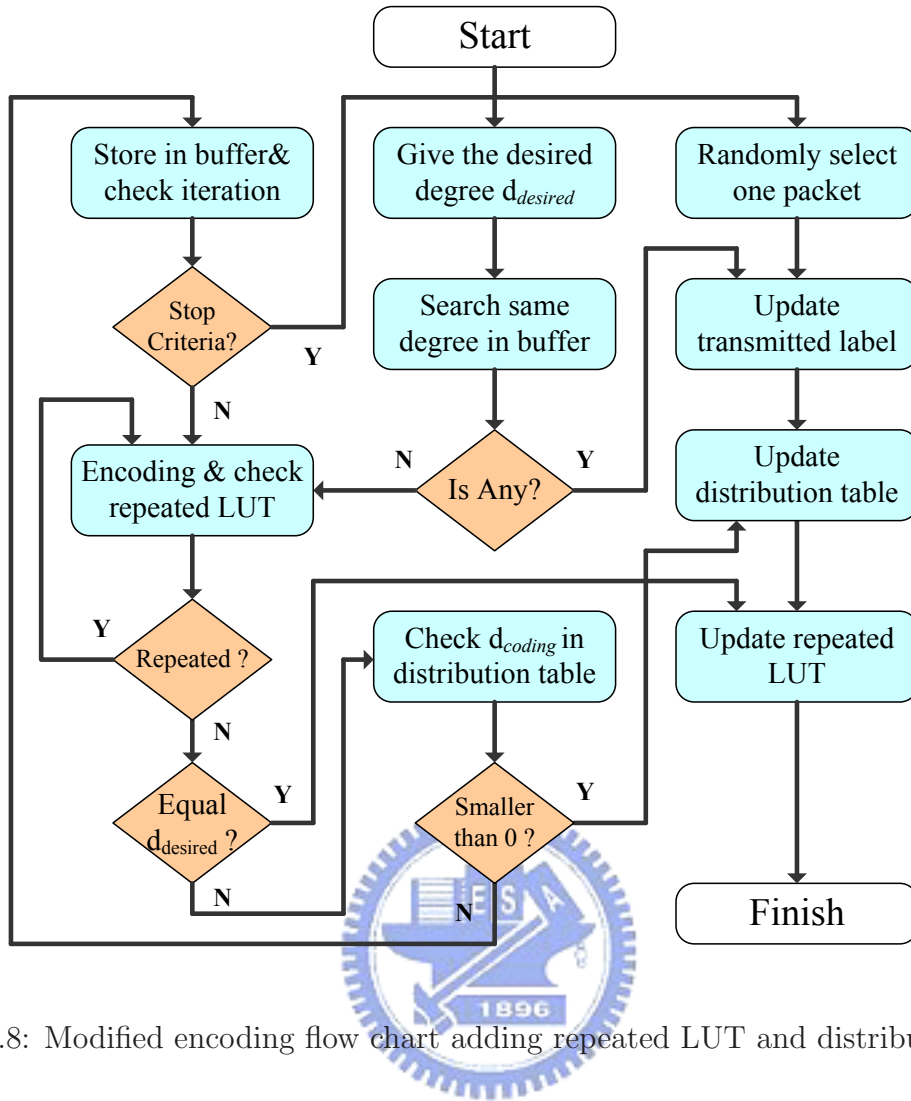 Start
Store in buffer&
check iteration
Give the desired
degree d_desired
Randomly select
one packet
Stop
Criteria?
Y
N
Search same
degree in buffer
Update
transmitted label
Encoding & check
repeated LUT
N
Is Any?
Y
Update
distribution table
Y
Repeated ?
N
Check d_coding in
distribution table
Update repeated
LUT
Equal
d_desired ?
Y
N
Smaller
than 0 ?
Y
N
Finish
E S A
1896
.8: Modified encoding flow chart adding repeated LUT and distribu